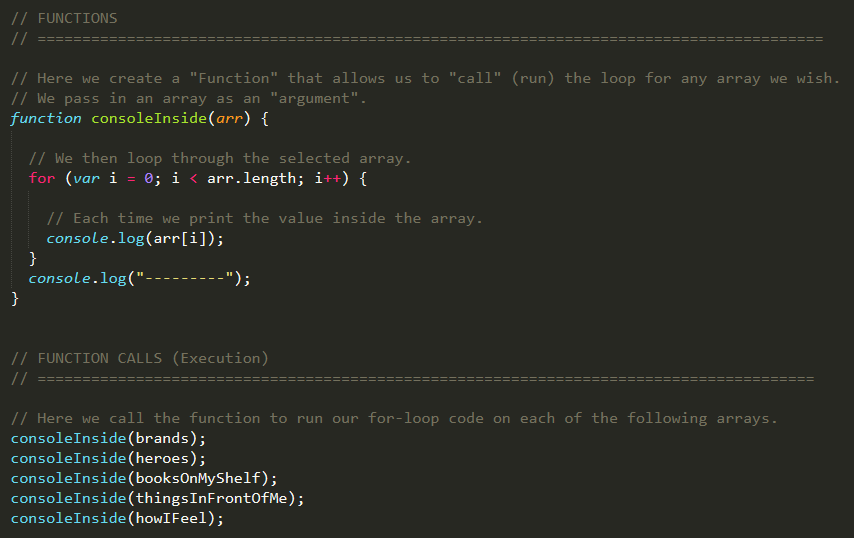 // FUNCTIONS
// =======================================================================================
// Here we create a "Function" that allows us to "call" (run) the loop for any array we wish.
// We pass in an array as an "argument".
function consoleInside(arr) {
// We then loop through the selected array.
for (var i = 0; i < arr.length; i++) {
// Each time we print the value inside the array.
console.log(arr[i]);
}
console.log("---------");
}
// FUNCTION CALLS (Execution)
// ======================================================================================
// Here we call the function to run our for-loop code on each of the following arrays.
consoleInside(brands);
consoleInside(heroes);
consoleInside(booksOnMyShelf);
consoleInside(thingsInFrontOfMe);
consoleInside(howIFeel);